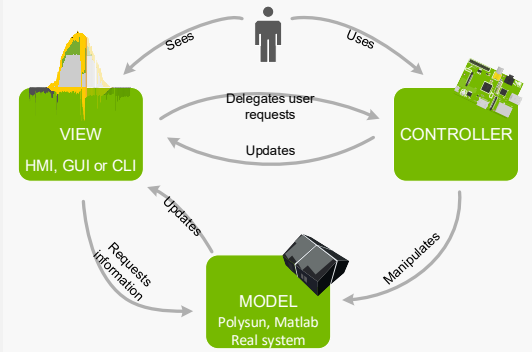 Sees
Uses
VIEW
HMI, GUI or CLI
Delegates user
requests
Updates
CONTROLLER
Updates
Requests
information
Manipulates
MODEL
Polysun, Matlab
Real system